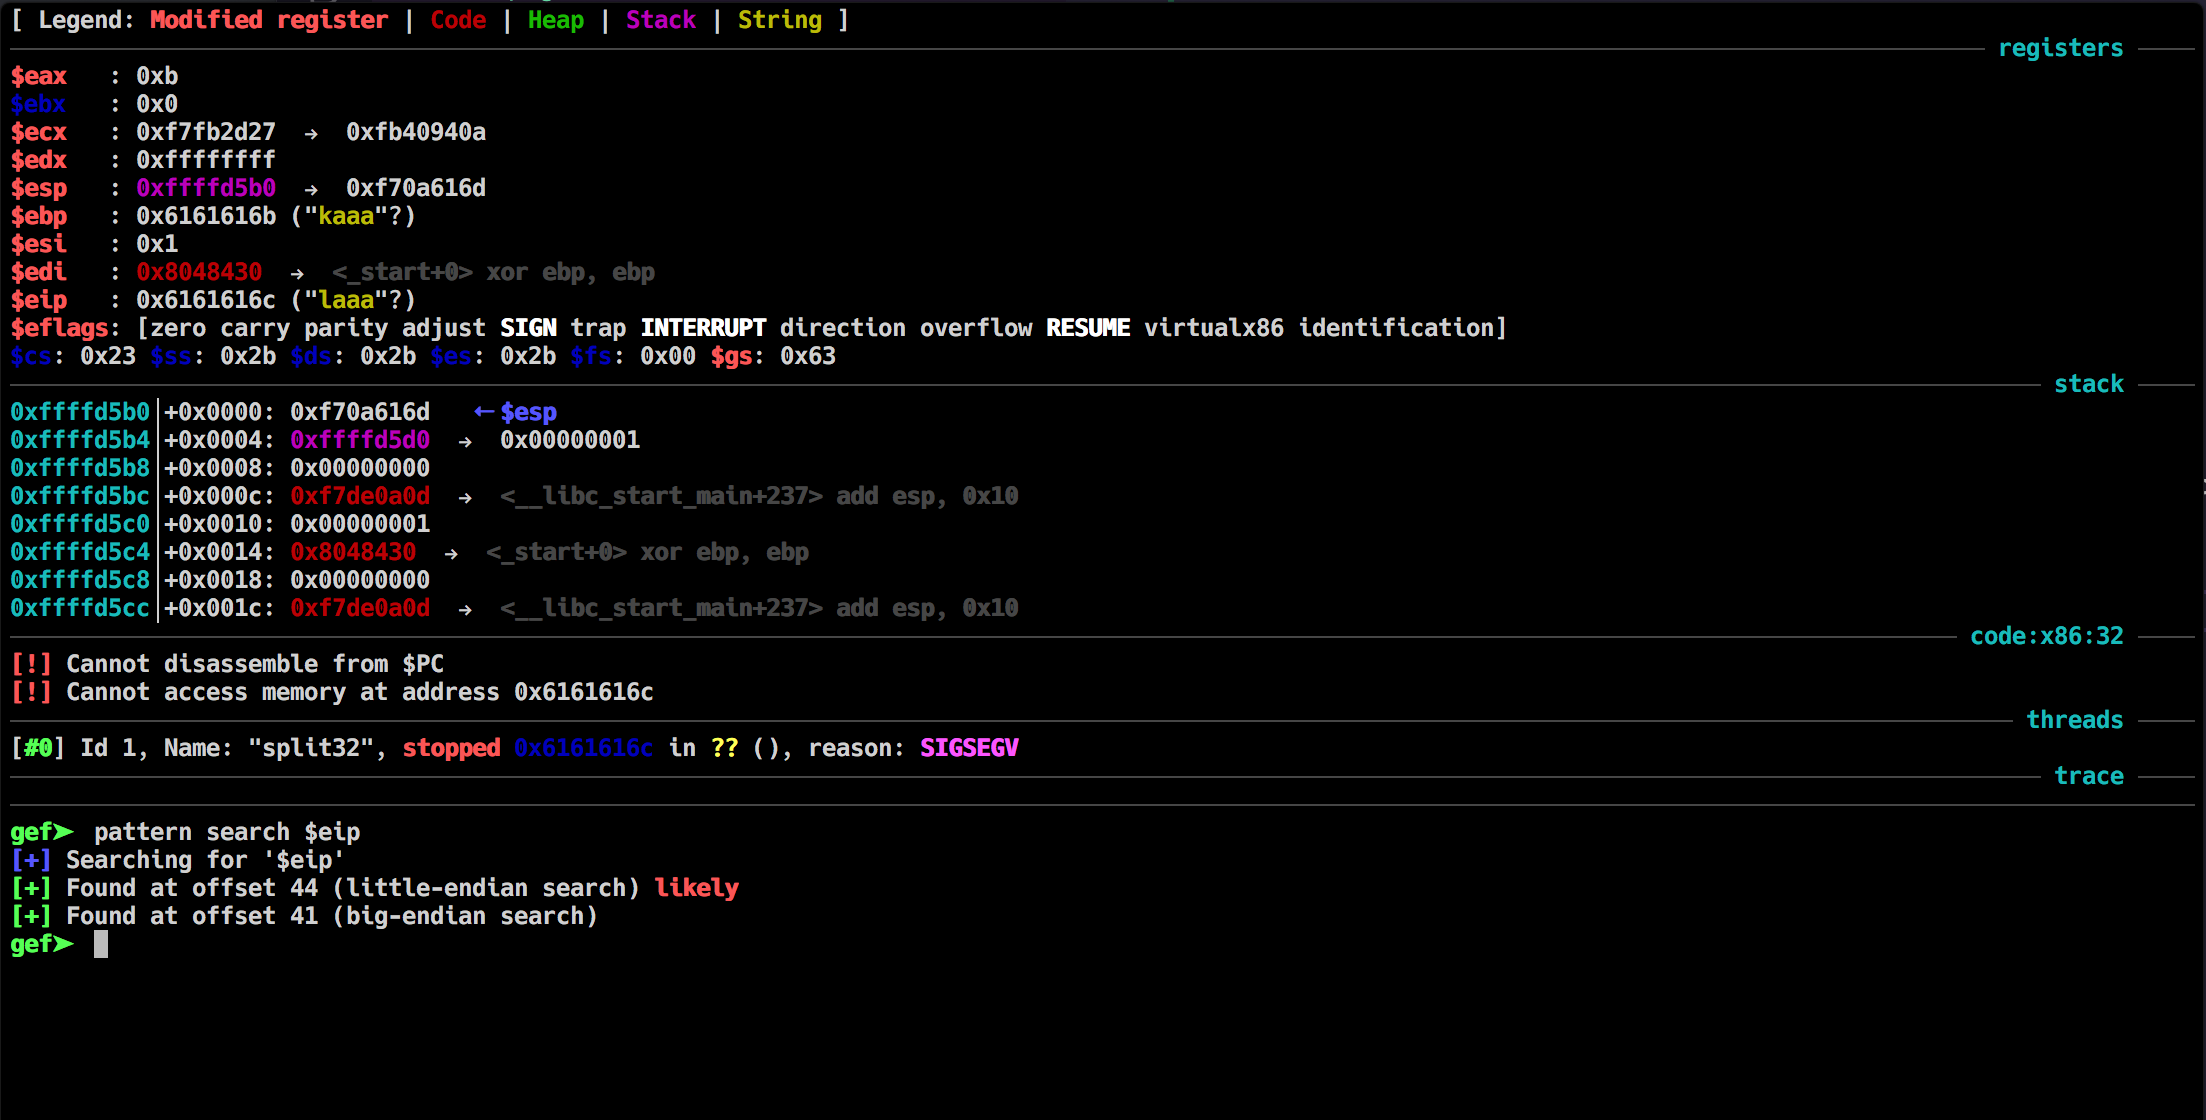 [ Legend: Modified register | Code | Heap | Stack | String ]
registers
$eax   : 0xb
$ebx   : 0x0
$ecx   : 0xf7fb2d27  →  0xfb40940a
$edx   : 0xffffffff
$esp   : 0xffffd5b0  →  0xf70a616d
$ebp   : 0x6161616b ("kaaa"?)
$esi   : 0x1
$edi   : 0x8048430  →  <_start+0> xor ebp, ebp
$eip   : 0x6161616c ("laaa"?)
$eflags: [zero carry parity adjust SIGN trap INTERRUPT direction overflow RESUME virtualx86 identification]
$cs: 0x23 $ss: 0x2b $ds: 0x2b $es: 0x2b $fs: 0x00 $gs: 0x63
stack
0xffffd5b0│+0x0000: 0xf70a616d   ←$esp
0xffffd5b4│+0x0004: 0xffffd5d0  →  0x00000001
0xffffd5b8│+0x0008: 0x00000000
0xffffd5bc│+0x000c: 0xf7de0a0d  →  <__libc_start_main+237> add esp, 0x10
0xffffd5c0│+0x0010: 0x00000001
0xffffd5c4│+0x0014: 0x8048430  →  <_start+0> xor ebp, ebp
0xffffd5c8│+0x0018: 0x00000000
0xffffd5cc│+0x001c: 0xf7de0a0d  →  <__libc_start_main+237> add esp, 0x10
code:x86:32
[!] Cannot disassemble from $PC
[!] Cannot access memory at address 0x6161616c
threads
[#0] Id 1, Name: "split32", stopped 0x6161616c in ?? (), reason: SIGSEGV
trace
gef➤  pattern search $eip
[+] Searching for '$eip'
[+] Found at offset 44 (little-endian search) likely
[+] Found at offset 41 (big-endian search)
gef➤